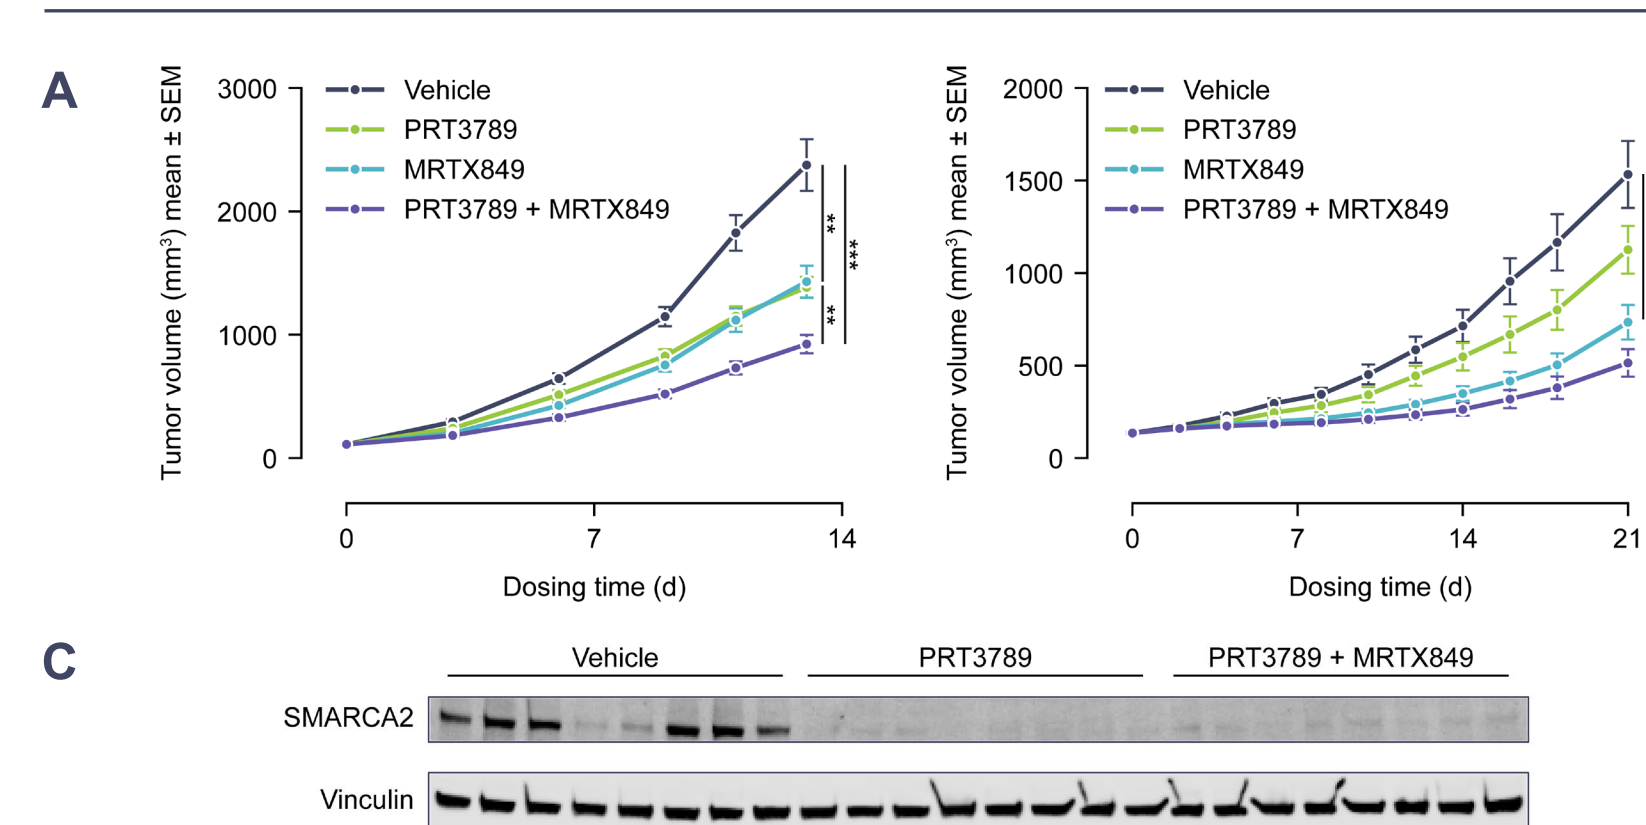 A
Tumor volume (mm³) mean ± SEM
3000
2000
1000
0
Vehicle
PRT3789
MRTX849
PRT3789 + MRTX849
**
**
***
0 7 14
Dosing time (d)
Tumor volume (mm³) mean ± SEM
2000
1500
1000
500
0
Vehicle
PRT3789
MRTX849
PRT3789 + MRTX849
0 7 14 21
Dosing time (d)
C
Vehicle PRT3789 PRT3789 + MRTX849
SMARCA2
Vinculin